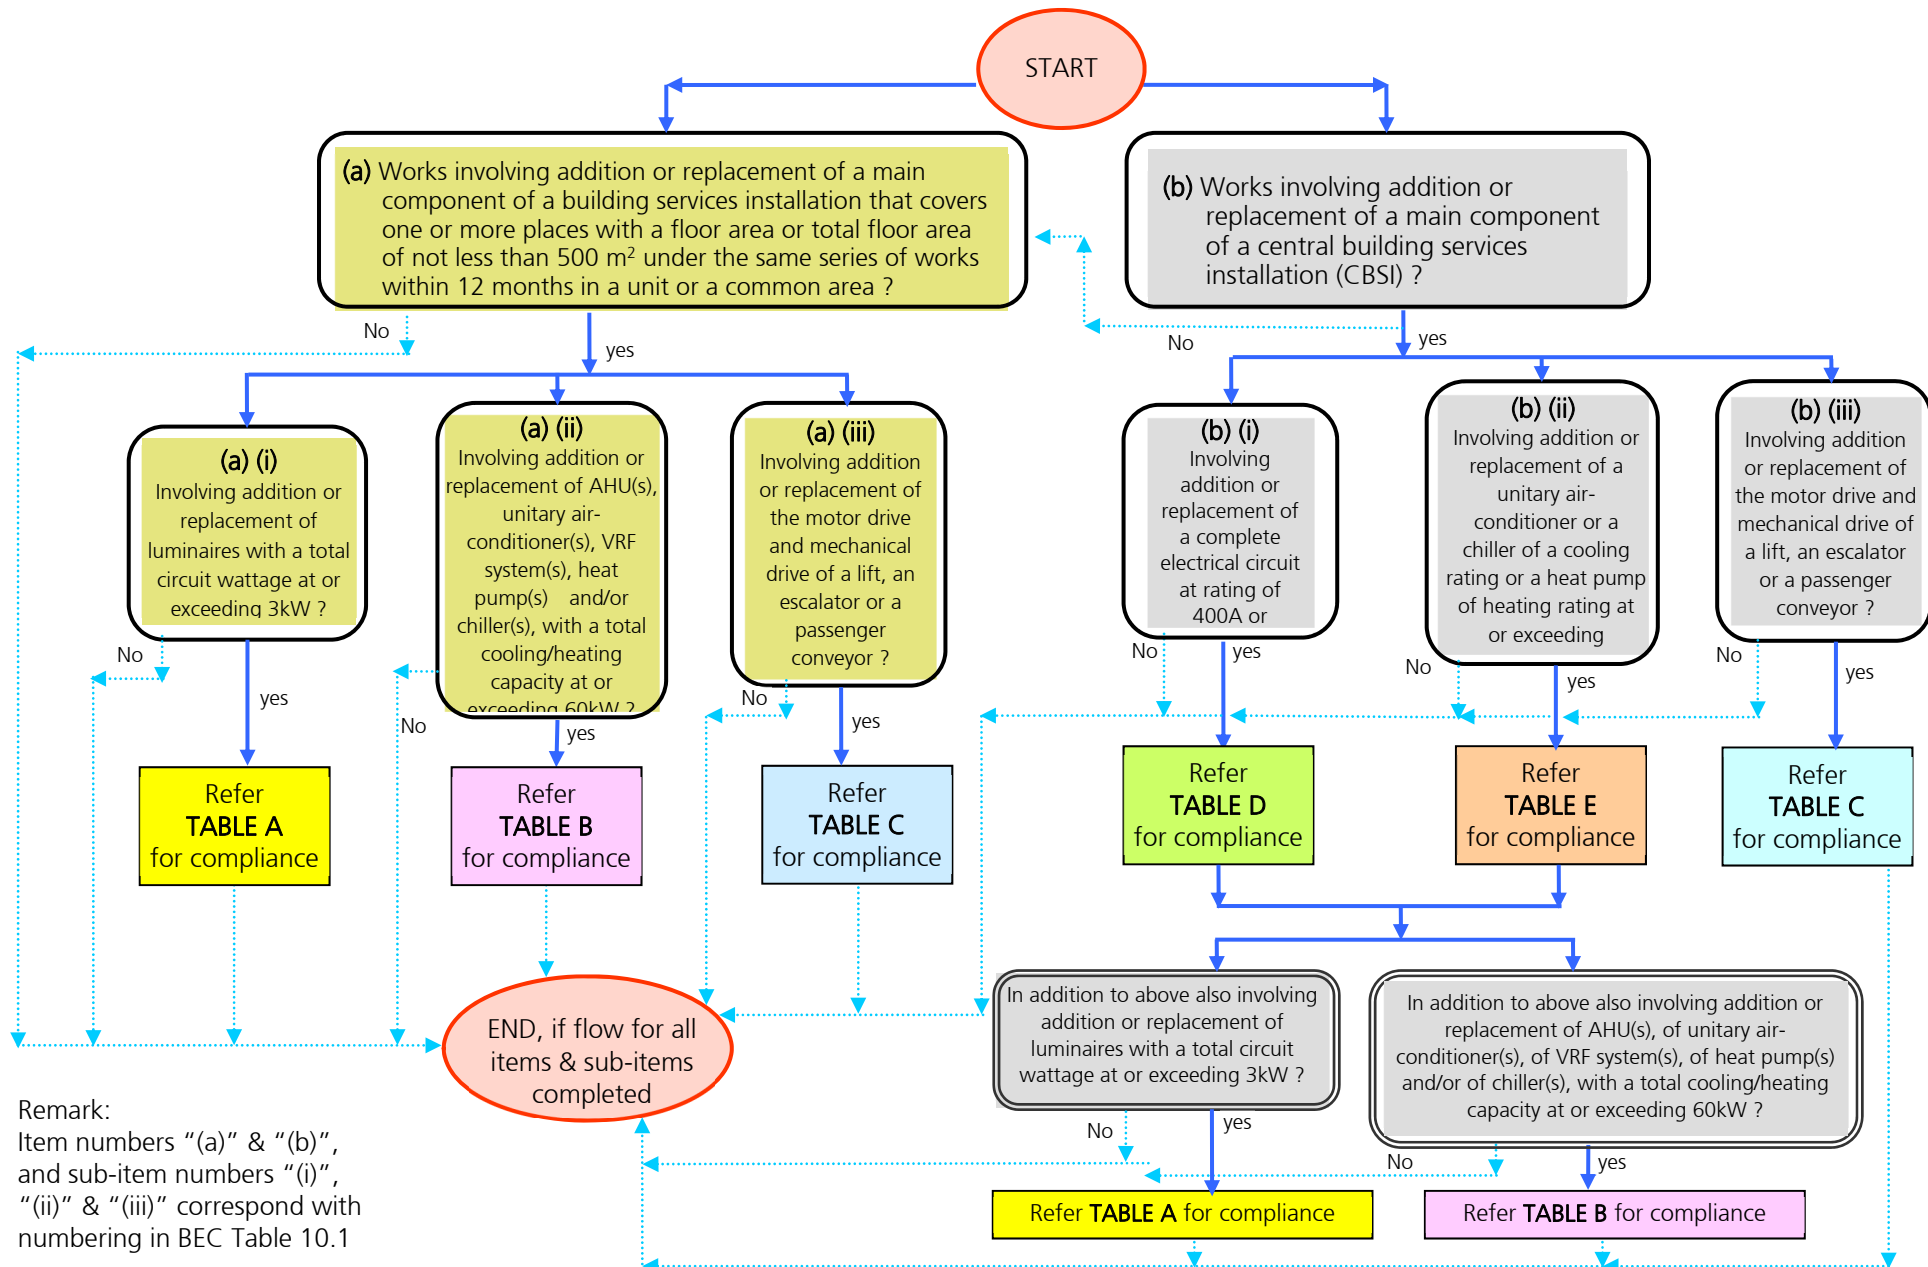 START
(a) Works involving addition or replacement of a main
component of a building services installation that covers
one or more places with a floor area or total floor area
of not less than 500 m² under the same series of works
within 12 months in a unit or a common area ?
(b) Works involving addition or
replacement of a main component
of a central building services
installation (CBSI) ?
No
yes
No
yes
(a) (i)
Involving addition or
replacement of
luminaires with a total
circuit wattage at or
exceeding 3kW ?
(a) (ii)
Involving addition or
replacement of AHU(s),
unitary air-
conditioner(s), VRF
system(s), heat
pump(s) and/or
chiller(s), with a total
cooling/heating
capacity at or
exceeding 60kW ?
(a) (iii)
Involving addition
or replacement of
the motor drive
and mechanical
drive of a lift, an
escalator or a
passenger
conveyor ?
(b) (i)
Involving
addition or
replacement of
a complete
electrical circuit
at rating of
400A or
(b) (ii)
Involving addition or
replacement of a
unitary air-
conditioner or a
chiller of a cooling
rating or a heat pump
of heating rating at
or exceeding
(b) (iii)
Involving addition
or replacement of
the motor drive and
mechanical drive of
a lift, an escalator
or a passenger
conveyor ?
No
yes
No
yes
No
yes
No
yes
No
yes
No
yes
Refer
TABLE A
for compliance
Refer
TABLE B
for compliance
Refer
TABLE C
for compliance
Refer
TABLE D
for compliance
Refer
TABLE E
for compliance
Refer
TABLE C
for compliance
END, if flow for all
items & sub-items
completed
In addition to above also involving
addition or replacement of
luminaires with a total circuit
wattage at or exceeding 3kW ?
In addition to above also involving addition or
replacement of AHU(s), of unitary air-
conditioner(s), of VRF system(s), of heat pump(s)
and/or of chiller(s), with a total cooling/heating
capacity at or exceeding 60kW ?
No
yes
No
yes
Refer TABLE A for compliance
Refer TABLE B for compliance
Remark:
Item numbers “(a)” & “(b)”,
and sub-item numbers “(i)”,
“(ii)” & “(iii)” correspond with
numbering in BEC Table 10.1